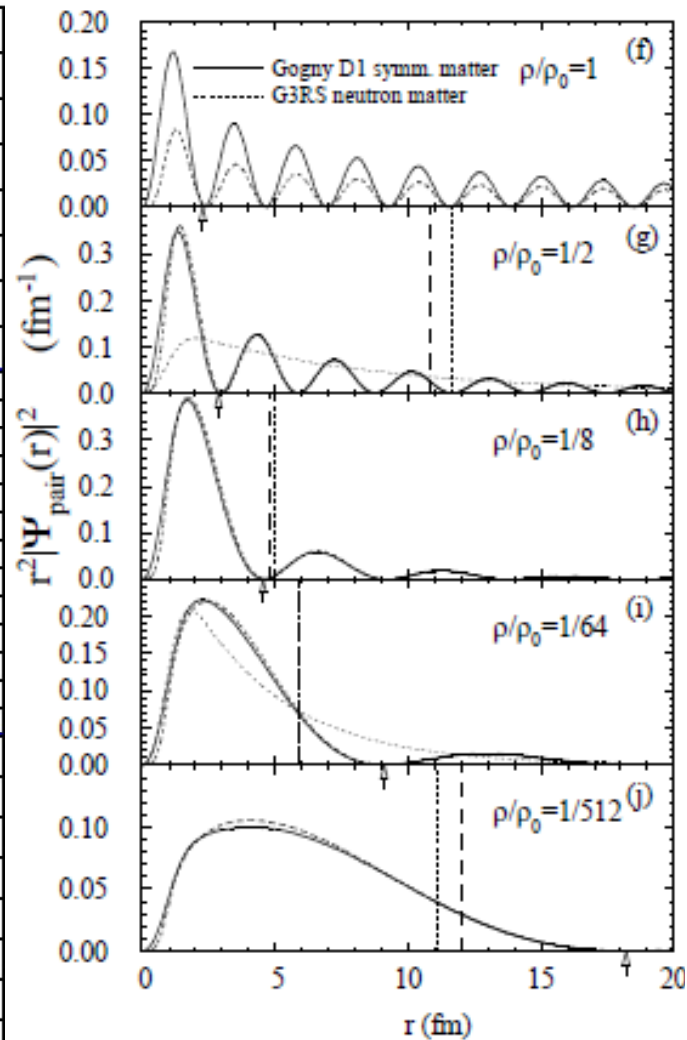 r²|Ψpair(r)|² (fm⁻¹)
0.20
0.15
0.10
0.05
0.00
(f)
Gogny D1 symm. matter
G3RS neutron matter
ρ/ρ₀=1
0.3
0.2
0.1
0.0
(g)
ρ/ρ₀=1/2
0.3
0.2
0.1
0.0
(h)
ρ/ρ₀=1/8
0.20
0.15
0.10
0.05
0.00
(i)
ρ/ρ₀=1/64
0.10
0.05
0.00
(j)
ρ/ρ₀=1/512
0 5 10 15 20
r (fm)